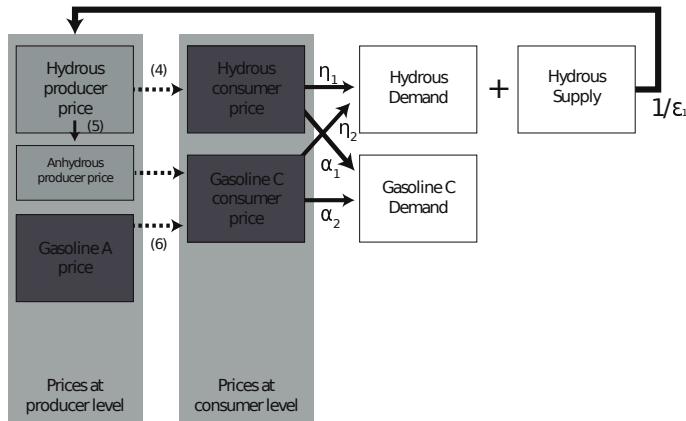 Hydrous
producer
price
(4)
Hydrous
consumer
price
η1
Hydrous
Demand
+
Hydrous
Supply
1/ε1
(5)
η2
Anhydrous
producer price
Gasoline C
consumer
price
α1
α2
Gasoline C
Demand
Gasoline A
price
(6)
Prices at
producer level
Prices at
consumer level